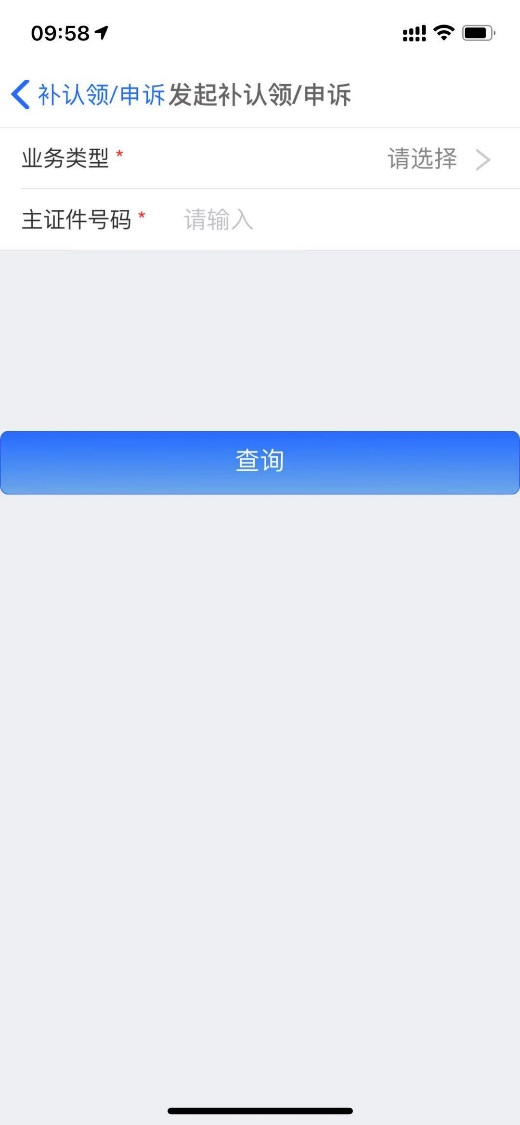 09:58
补认领/申诉 发起补认领/申诉
业务类型 * 请选择
主证件号码 * 请输入
查询